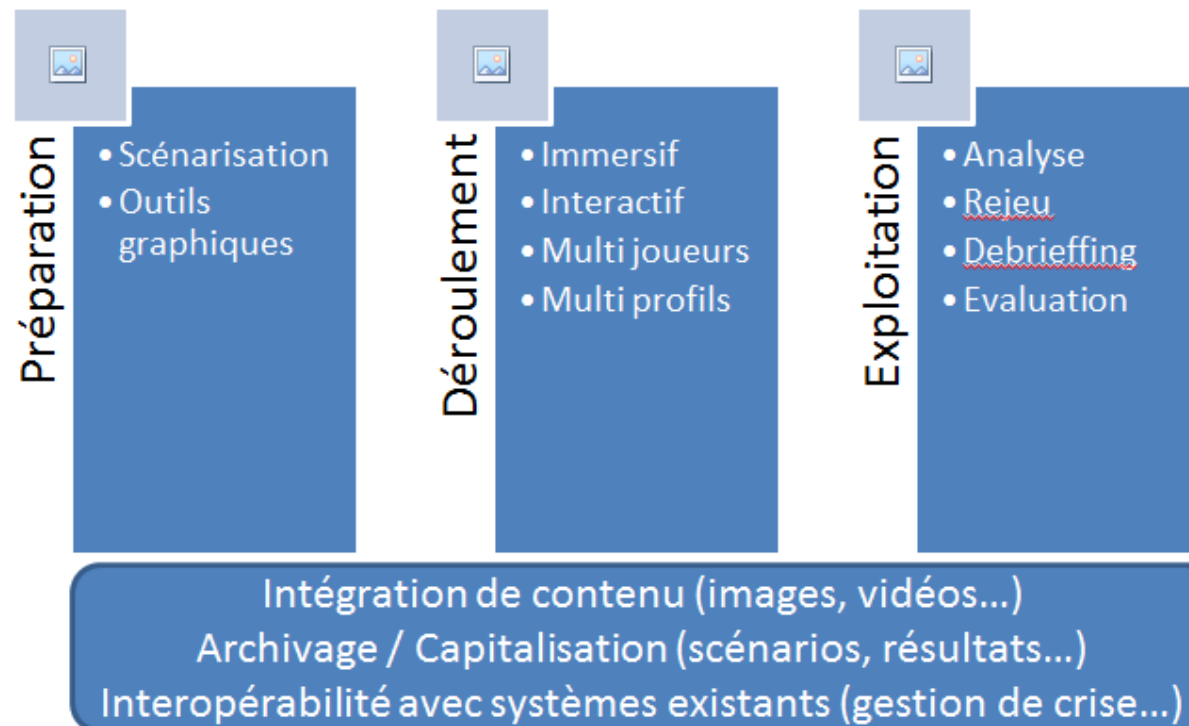 Préparation
• Scénarisation
• Outils
graphiques
Déroulement
• Immersif
• Interactif
• Multi joueurs
• Multi profils
Exploitation
• Analyse
• Rejeu
• Debrieffing
• Evaluation
Intégration de contenu (images, vidéos...)
Archivage / Capitalisation (scénarios, résultats...)
Interopérabilité avec systèmes existants (gestion de crise...)